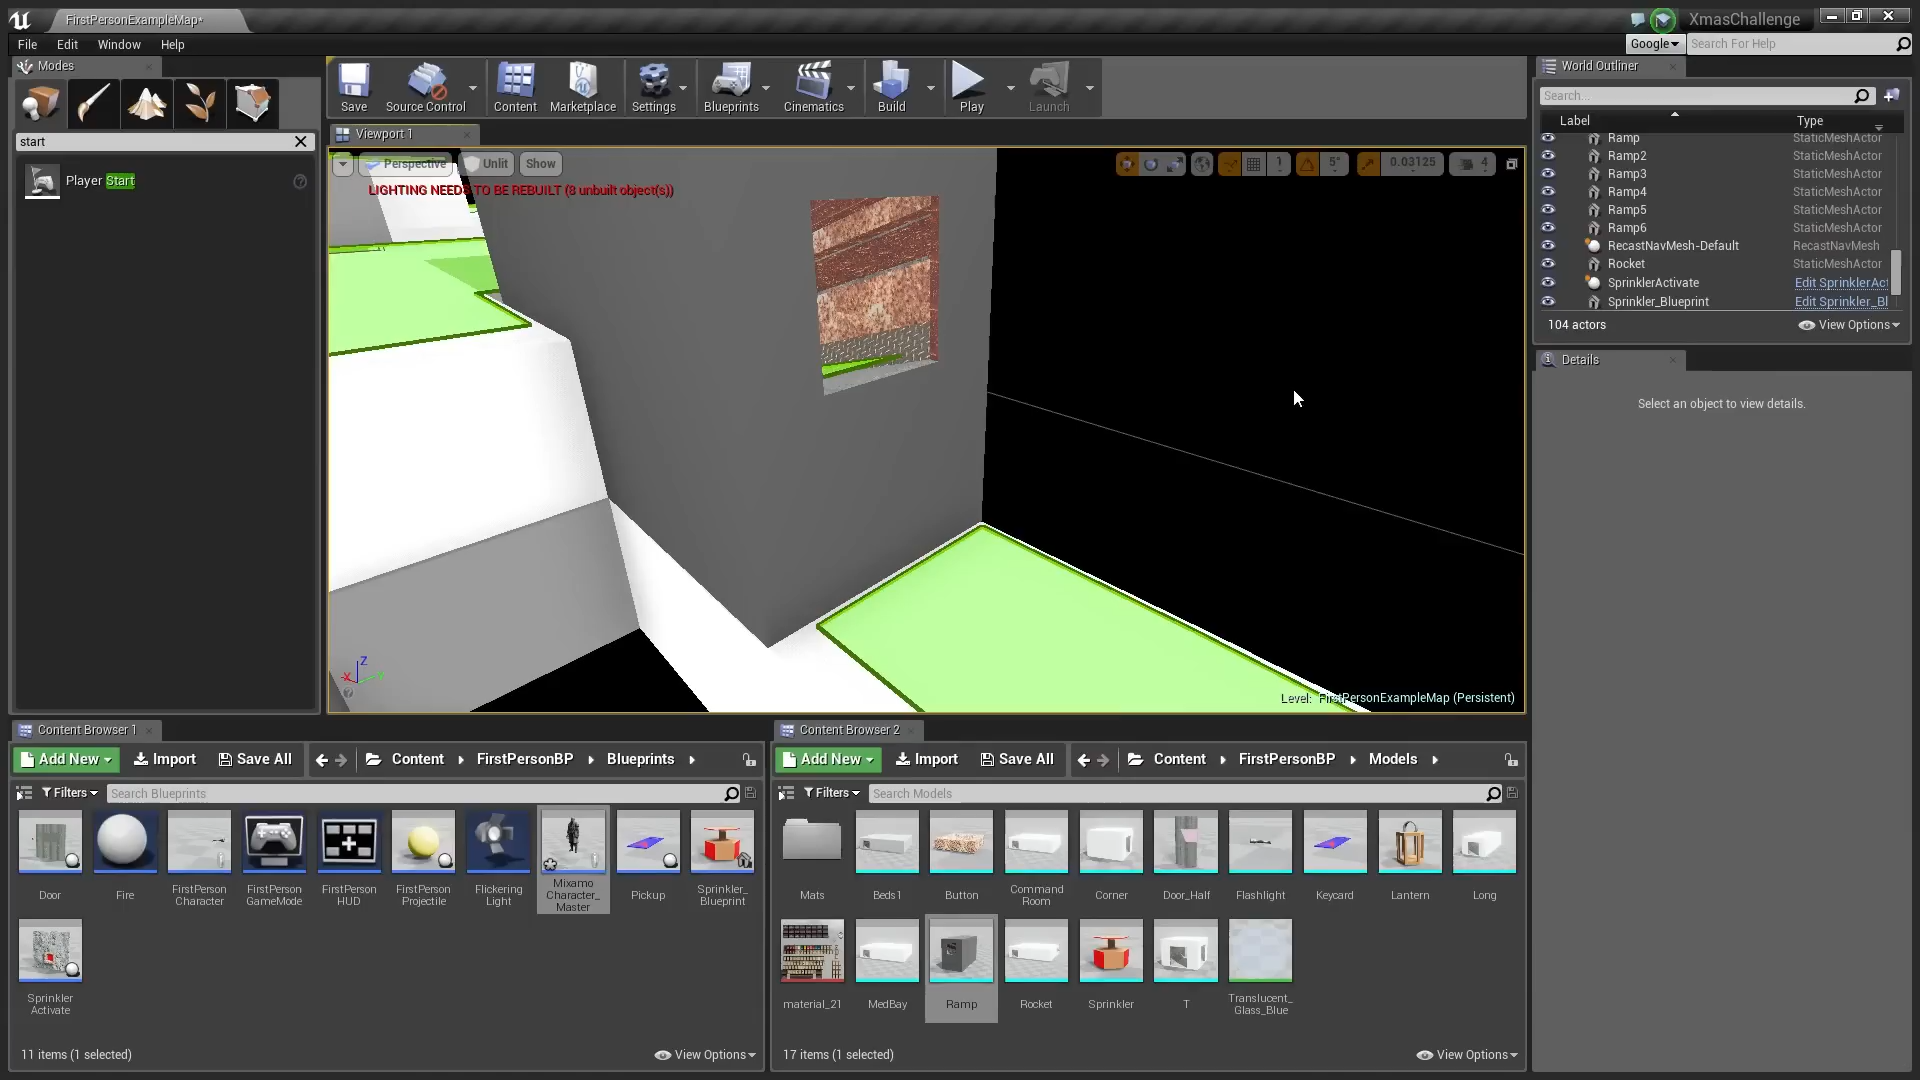 FirstPersonExampleMap*
XmasChallenge
File Edit Window Help
Google
Search For Help
Modes
start
Player Start
Save
Source Control
Content
Marketplace
Settings
Blueprints
Cinematics
Build
Play
Launch
Viewport 1
Perspective
Unlit
Show
1
5°
0.03125
4
LIGHTING NEEDS TO BE REBUILT (8 unbuilt object(s))
Z
X
Level: FirstPersonExampleMap (Persistent)
World Outliner
Search...
Label Type
Ramp StaticMeshActor
Ramp2 StaticMeshActor
Ramp3 StaticMeshActor
Ramp4 StaticMeshActor
Ramp5 StaticMeshActor
Ramp6 StaticMeshActor
RecastNavMesh-Default RecastNavMesh
Rocket StaticMeshActor
SprinklerActivate Edit SprinklerAct
Sprinkler_Blueprint Edit Sprinkler_Bl
104 actors
View Options
Details
Select an object to view details.
Content Browser 1
Add New Import Save All Content FirstPersonBP Blueprints
Filters Search Blueprints
Door
Fire
FirstPerson
Character
FirstPerson
GameMode
FirstPerson
HUD
FirstPerson
Projectile
Flickering
Light
Mixamo
Character_
Master
Pickup
Sprinkler_
Blueprint
Sprinkler
Activate
11 items (1 selected)
View Options
Content Browser 2
Add New Import Save All Content FirstPersonBP Models
Filters Search Models
Mats
Beds1
Button
Command
Room
Corner
Door_Half
Flashlight
Keycard
Lantern
Long
material_21
MedBay
Ramp
Rocket
Sprinkler
T
Translucent_
Glass_Blue
17 items (1 selected)
View Options